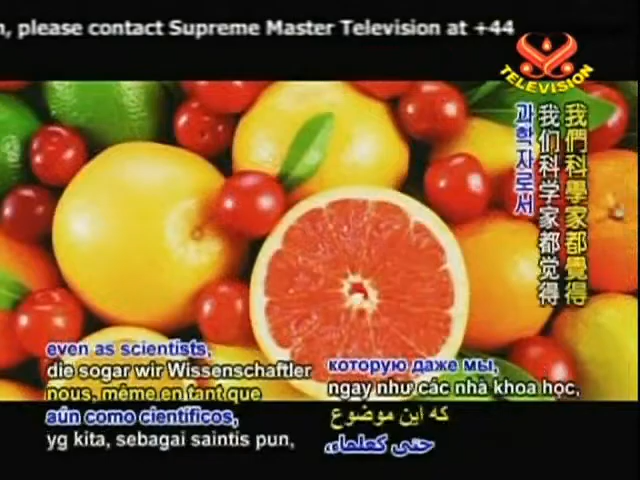 n, please contact Supreme Master Television at +44
TELEVISION
我們科學家都覺得
我们科学家都觉得
과학자로서
even as scientists,
die sogar wir Wissenschaftler
nous, même en tant que
aún como científicos,
yg kita, sebagai saintis pun,
которую даже мы,
ngay như các nhà khoa học,
که این موضوع
حتى كعلماء،